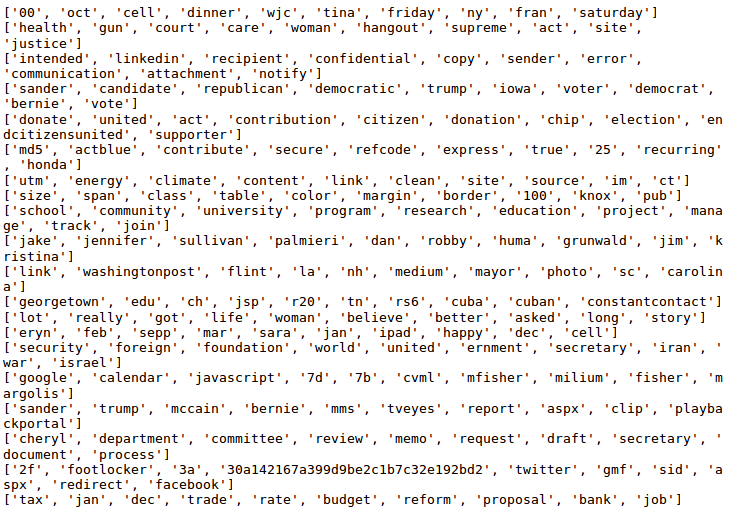 ['00', 'oct', 'cell', 'dinner', 'wjc', 'tina', 'friday', 'ny', 'fran', 'saturday']
['health', 'gun', 'court', 'care', 'woman', 'hangout', 'supreme', 'act', 'site',
'justice']
['intended', 'linkedin', 'recipient', 'confidential', 'copy', 'sender', 'error',
'communication', 'attachment', 'notify']
['sander', 'candidate', 'republican', 'democratic', 'trump', 'iowa', 'voter', 'democrat',
'bernie', 'vote']
['donate', 'united', 'act', 'contribution', 'citizen', 'donation', 'chip', 'election', 'en
dcitizensunited', 'supporter']
['md5', 'actblue', 'contribute', 'secure', 'refcode', 'express', 'true', '25', 'recurring'
, 'honda']
['utm', 'energy', 'climate', 'content', 'link', 'clean', 'site', 'source', 'im', 'ct']
['size', 'span', 'class', 'table', 'color', 'margin', 'border', '100', 'knox', 'pub']
['school', 'community', 'university', 'program', 'research', 'education', 'project', 'mana
ge', 'track', 'join']
['jake', 'jennifer', 'sullivan', 'palmieri', 'dan', 'robby', 'huma', 'grunwald', 'jim', 'k
ristina']
['link', 'washingtonpost', 'flint', 'la', 'nh', 'medium', 'mayor', 'photo', 'sc', 'carolin
a']
['georgetown', 'edu', 'ch', 'jsp', 'r20', 'tn', 'rs6', 'cuba', 'cuban', 'constantcontact']
['lot', 'really', 'got', 'life', 'woman', 'believe', 'better', 'asked', 'long', 'story']
['eryn', 'feb', 'sepp', 'mar', 'sara', 'jan', 'ipad', 'happy', 'dec', 'cell']
['security', 'foreign', 'foundation', 'world', 'united', 'ernment', 'secretary', 'iran', '
war', 'israel']
['google', 'calendar', 'javascript', '7d', '7b', 'cvml', 'mfisher', 'milium', 'fisher', 'm
argolis']
['sander', 'trump', 'mccain', 'bernie', 'mms', 'tveyes', 'report', 'aspx', 'clip', 'playba
ckportal']
['cheryl', 'department', 'committee', 'review', 'memo', 'request', 'draft', 'secretary', '
document', 'process']
['2f', 'footlocker', '3a', '30a142167a399d9be2c1b7c32e192bd2', 'twitter', 'gmf', 'sid', 'a
spx', 'redirect', 'facebook']
['tax', 'jan', 'dec', 'trade', 'rate', 'budget', 'reform', 'proposal', 'bank', 'job']